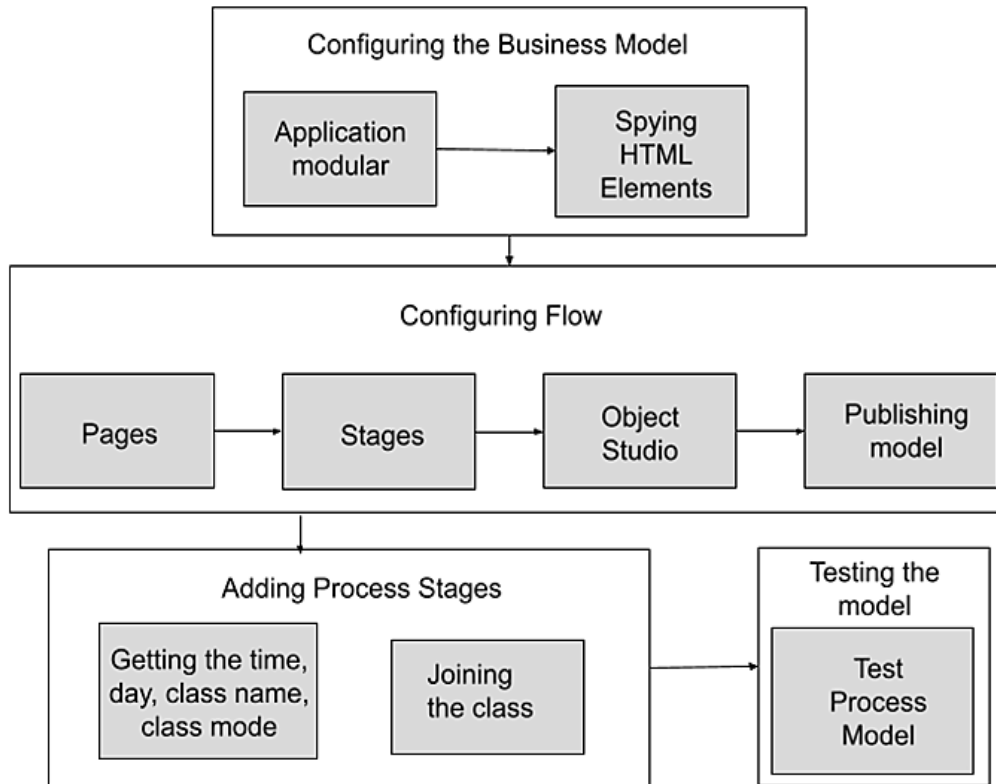 Configuring the Business Model
Application
modular
Spying
HTML
Elements
Configuring Flow
Pages
Stages
Object
Studio
Publishing
model
Adding Process Stages
Getting the time,
day, class name,
class mode
Joining
the class
Testing the
model
Test
Process
Model